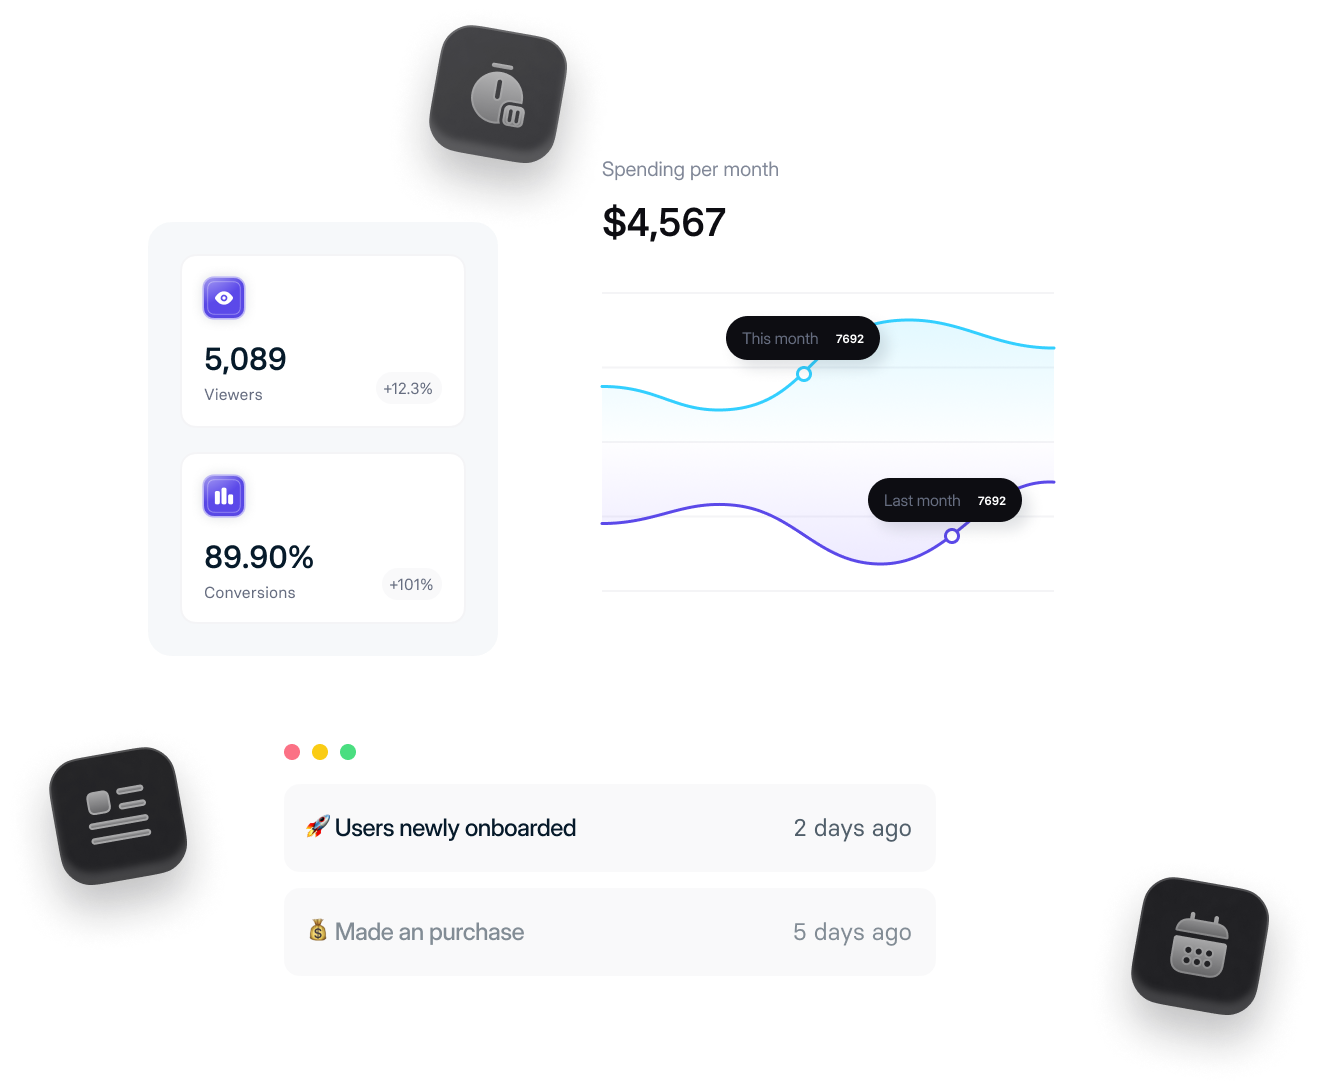 Spending per month
$4,567
5,089
Viewers
+12.3%
89.90%
Conversions
+101%
This month 7692
Last month 7692
🚀 Users newly onboarded 2 days ago
💰 Made an purchase 5 days ago